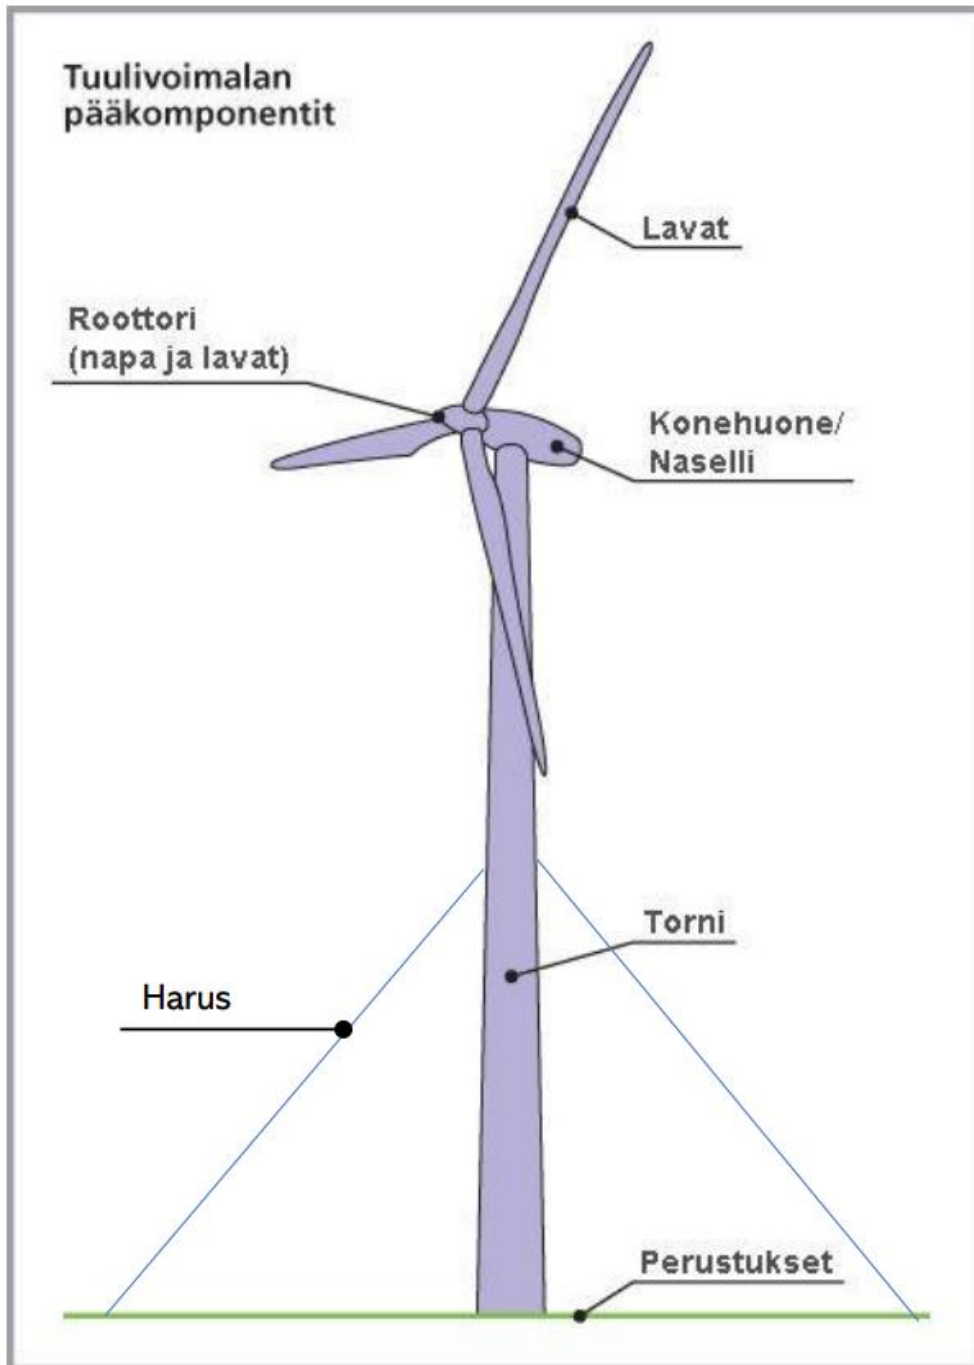 Tuulivoimalan
pääkomponentit
Lavat
Roottori
(napa ja lavat)
Konehuone/
Naselli
Torni
Harus
Perustukset